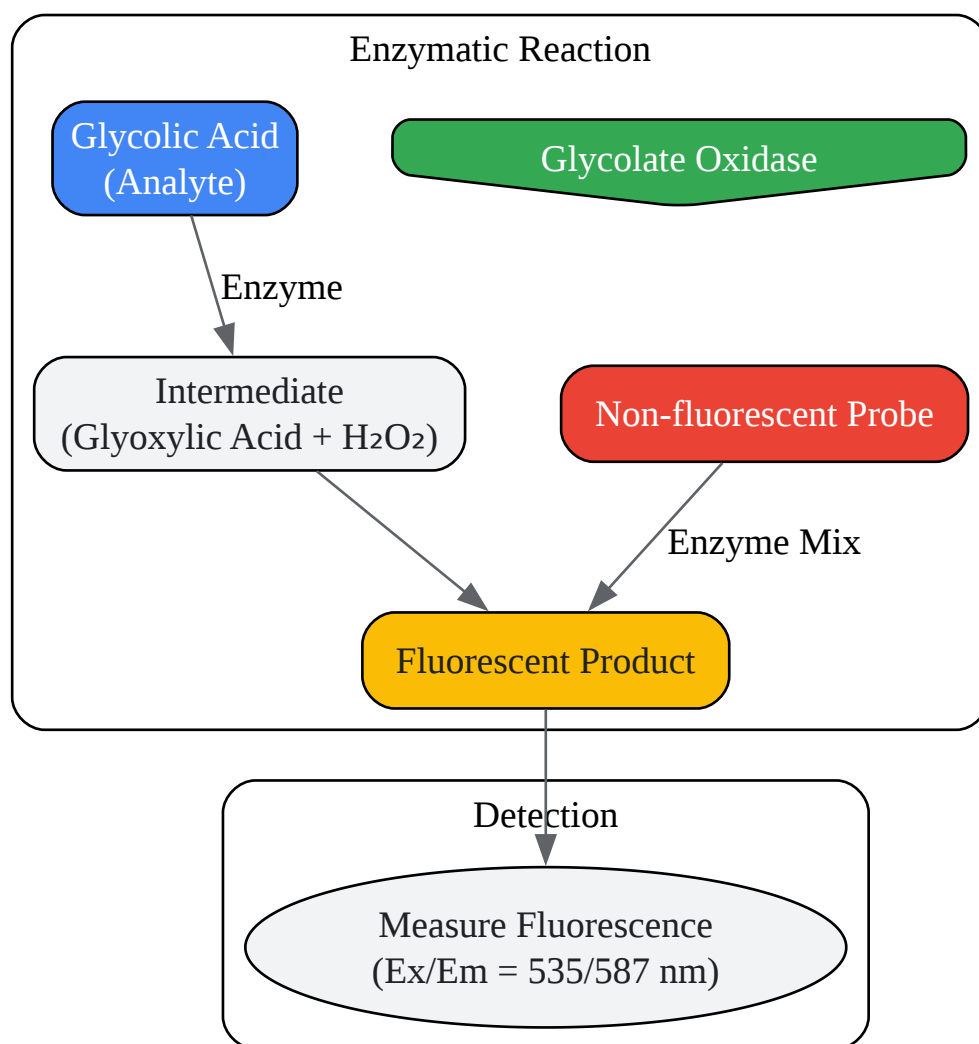 Enzymatic Reaction
Glycolic Acid
(Analyte)
Glycolate Oxidase
Enzyme
Intermediate
(Glyoxylic Acid + H₂O₂)
Non-fluorescent Probe
Enzyme Mix
Fluorescent Product
Detection
Measure Fluorescence
(Ex/Em = 535/587 nm)